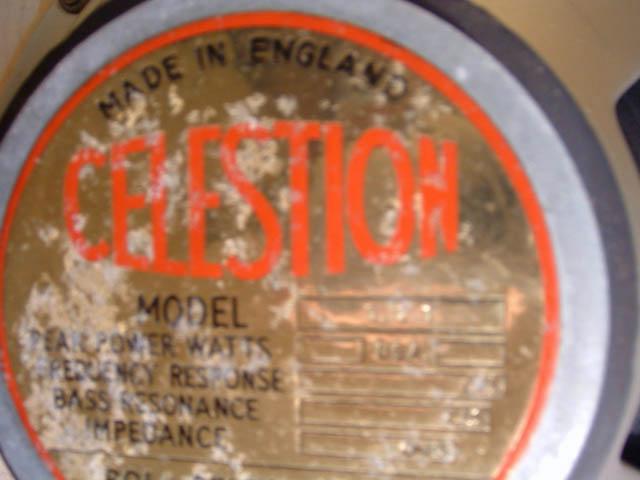 MADE IN ENGLAND
CELESTION
MODEL
PEAK POWER WATTS
FREQUENCY RESPONSE
BASS RESONANCE
IMPEDANCE